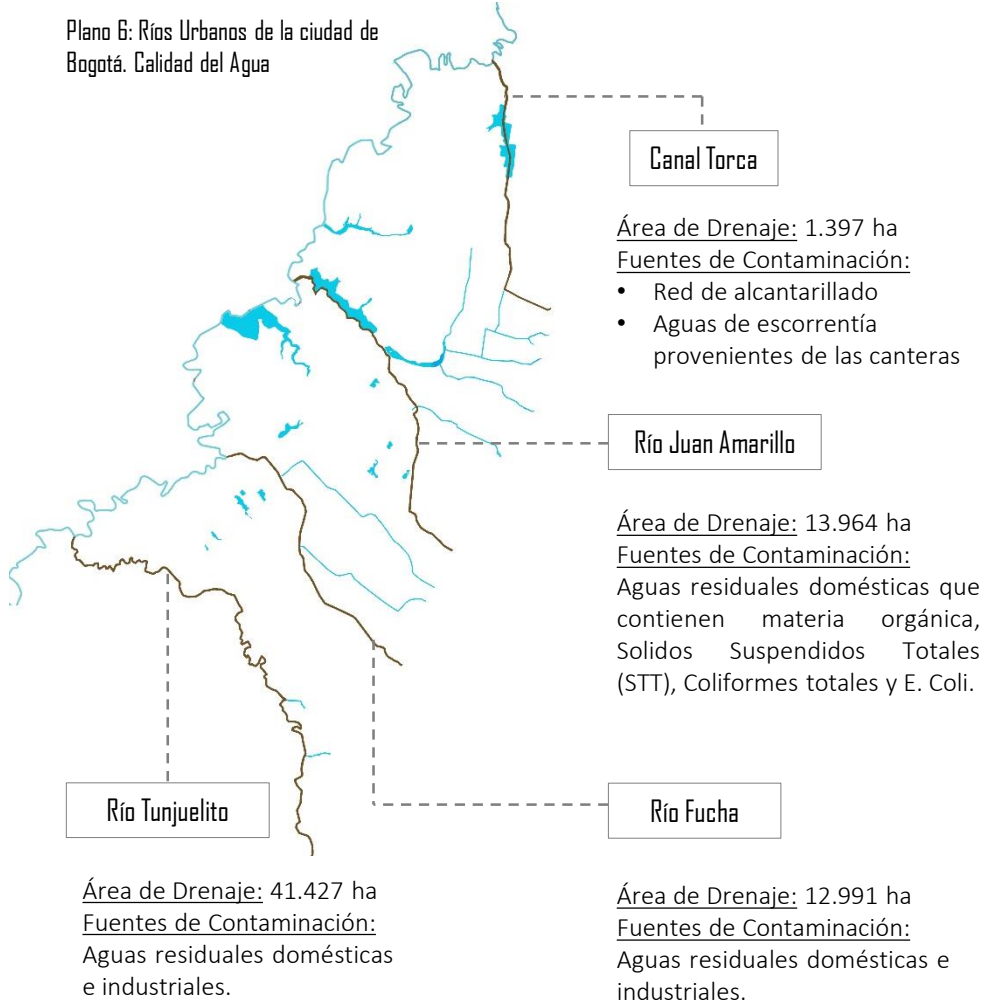 Plano 6: Ríos Urbanos de la ciudad de
Bogotá. Calidad del Agua
Canal Torca
Área de Drenaje: 1.397 ha
Fuentes de Contaminación:
• Red de alcantarillado
• Aguas de escorrentía
provenientes de las canteras
Río Juan Amarillo
Área de Drenaje: 13.964 ha
Fuentes de Contaminación:
Aguas residuales domésticas que
contienen materia orgánica,
Solidos Suspendidos Totales
(STT), Coliformes totales y E. Coli.
Río Tunjuelito
Área de Drenaje: 41.427 ha
Fuentes de Contaminación:
Aguas residuales domésticas
e industriales.
Río Fucha
Área de Drenaje: 12.991 ha
Fuentes de Contaminación:
Aguas residuales domésticas e
industriales.